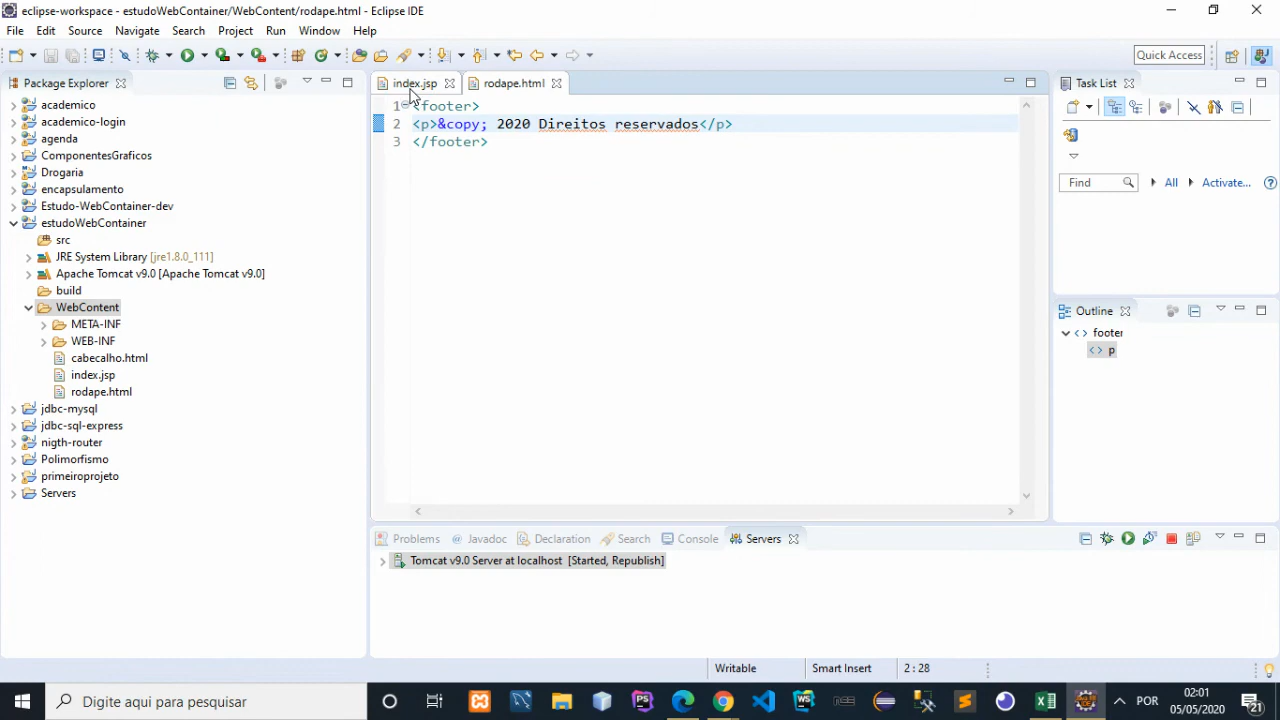 eclipse-workspace - estudoWebContainer/WebContent/rodape.html - Eclipse IDE
File Edit Source Navigate Search Project Run Window Help
Quick Access
Package Explorer
academico
academico-login
agenda
ComponentesGraficos
Drogaria
encapsulamento
Estudo-WebContainer-dev
estudoWebContainer
src
JRE System Library [jre1.8.0_111]
Apache Tomcat v9.0 [Apache Tomcat v9.0]
build
WebContent
META-INF
WEB-INF
cabecalho.html
index.jsp
rodape.html
jdbc-mysql
jdbc-sql-express
nigth-router
Polimorfismo
primeiroprojeto
Servers
index.jsp rodape.html
1 <footer>
2 <p>&copy; 2020 Direitos reservados</p>
3 </footer>
Task List
Find All Activate...
Outline
footer
p
Problems Javadoc Declaration Search Console Servers
Tomcat v9.0 Server at localhost [Started, Republish]
Writable Smart Insert 2 : 28
Digite aqui para pesquisar
POR
02:01
05/05/2020
21